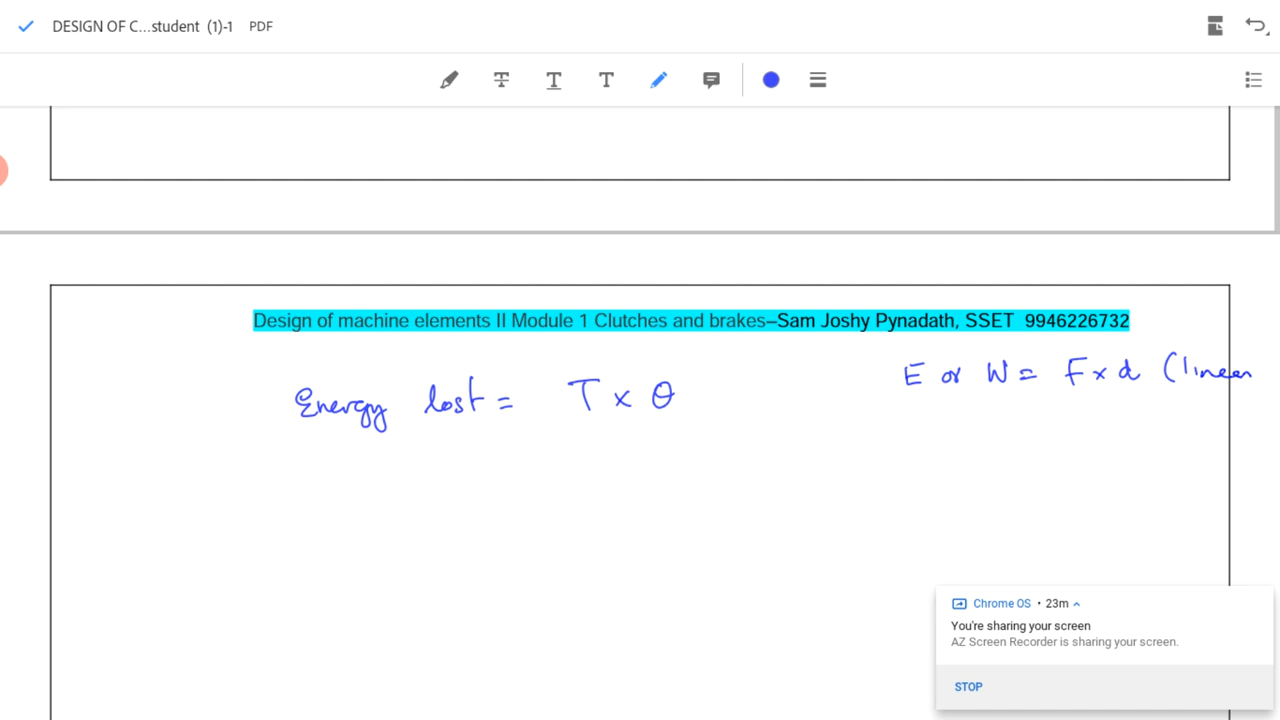 DESIGN OF C...student (1)-1 PDF
Design of machine elements II Module 1 Clutches and brakes–Sam Joshy Pynadath, SSET 9946226732
E or W = F x d (linear
Energy lost = T x θ
Chrome OS • 23m
You're sharing your screen
AZ Screen Recorder is sharing your screen.
STOP